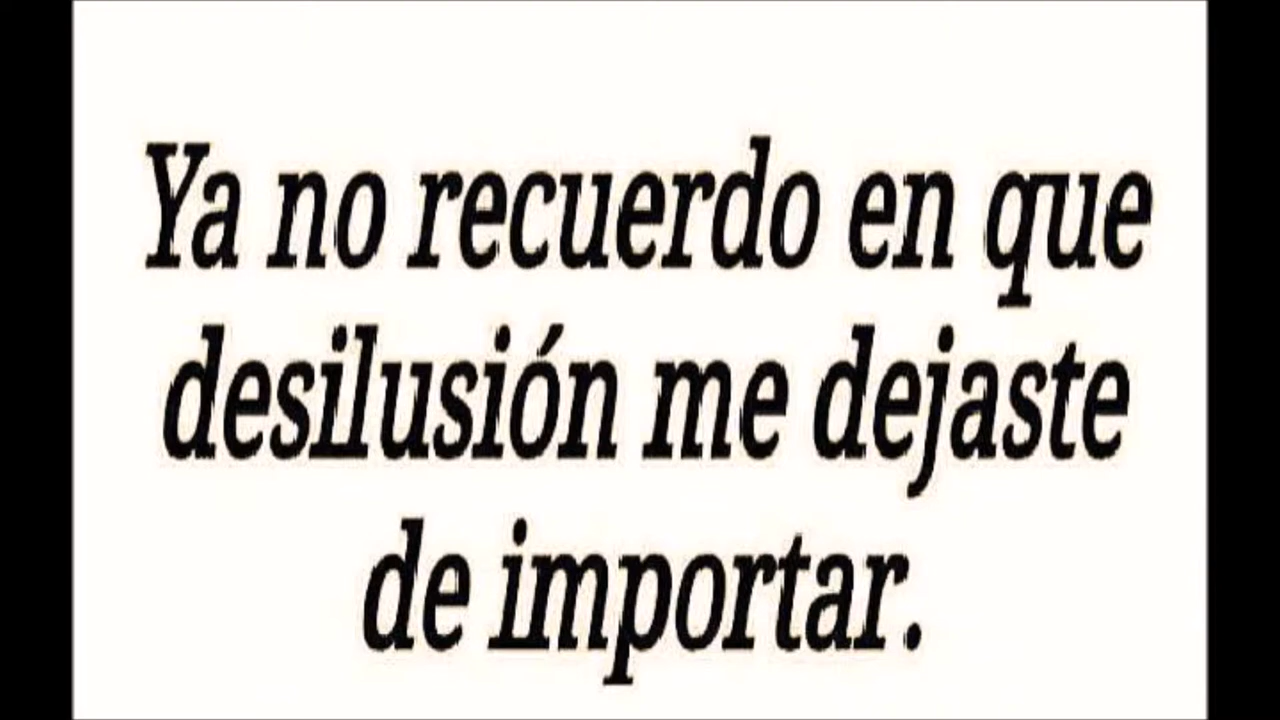 Ya no recuerdo en que
desilusión me dejaste
de importar.